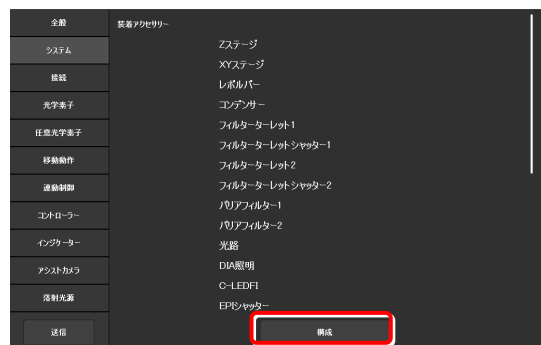 全般
システム
接続
光学素子
任意光学素子
移動動作
連動制御
コントローラー
インジケーター
アシストカメラ
落射光源
送信
装着アクセサリー
Zステージ
XYステージ
レボルバー
コンデンサー
フィルターターレット1
フィルターターレットシャッター1
フィルターターレット2
フィルターターレットシャッター2
バリアフィルター1
バリアフィルター2
光路
DIA照明
C-LEDFI
EPIシャッター
構成